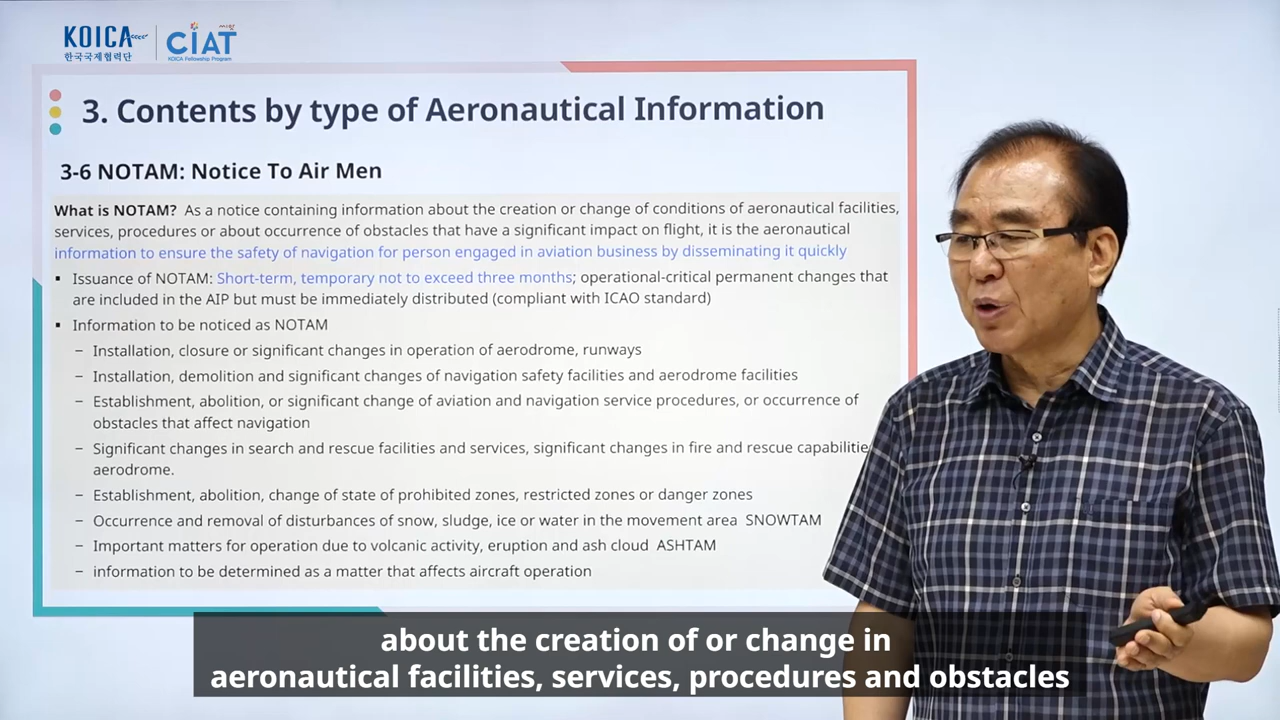 KOICA
한국국제협력단
CIAT
KOICA Fellowship Program
3. Contents by type of Aeronautical Information
3-6 NOTAM: Notice To Air Men
What is NOTAM? As a notice containing information about the creation or change of conditions of aeronautical facilities,
services, procedures or about occurrence of obstacles that have a significant impact on flight, it is the aeronautical
information to ensure the safety of navigation for person engaged in aviation business by disseminating it quickly
▪ Issuance of NOTAM: Short-term, temporary not to exceed three months; operational-critical permanent changes that
are included in the AIP but must be immediately distributed (compliant with ICAO standard)
▪ Information to be noticed as NOTAM
– Installation, closure or significant changes in operation of aerodrome, runways
– Installation, demolition and significant changes of navigation safety facilities and aerodrome facilities
– Establishment, abolition, or significant change of aviation and navigation service procedures, or occurrence of
obstacles that affect navigation
– Significant changes in search and rescue facilities and services, significant changes in fire and rescue
aerodrome.
– Establishment, abolition, change of state of prohibited zones, restricted zones or danger zones
– Occurrence and removal of disturbances of snow, sludge, ice or water in the movement area SNOWTAM
– Important matters for operation due to volcanic activity, eruption and ash cloud ASHTAM
– information to be determined as a matter that affects aircraft operation
about the creation of or change in
aeronautical facilities, services, procedures and obstacles